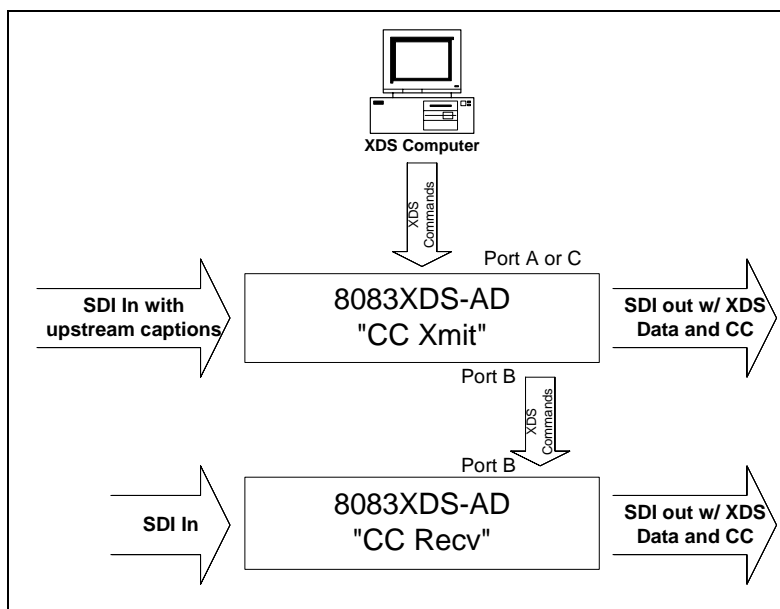 XDS Computer
XDS
Commands
Port A or C
SDI In with
upstream captions
8083XDS-AD
"CC Xmit"
SDI out w/ XDS
Data and CC
Port B
XDS
Commands
Port B
SDI In
8083XDS-AD
"CC Recv"
SDI out w/ XDS
Data and CC